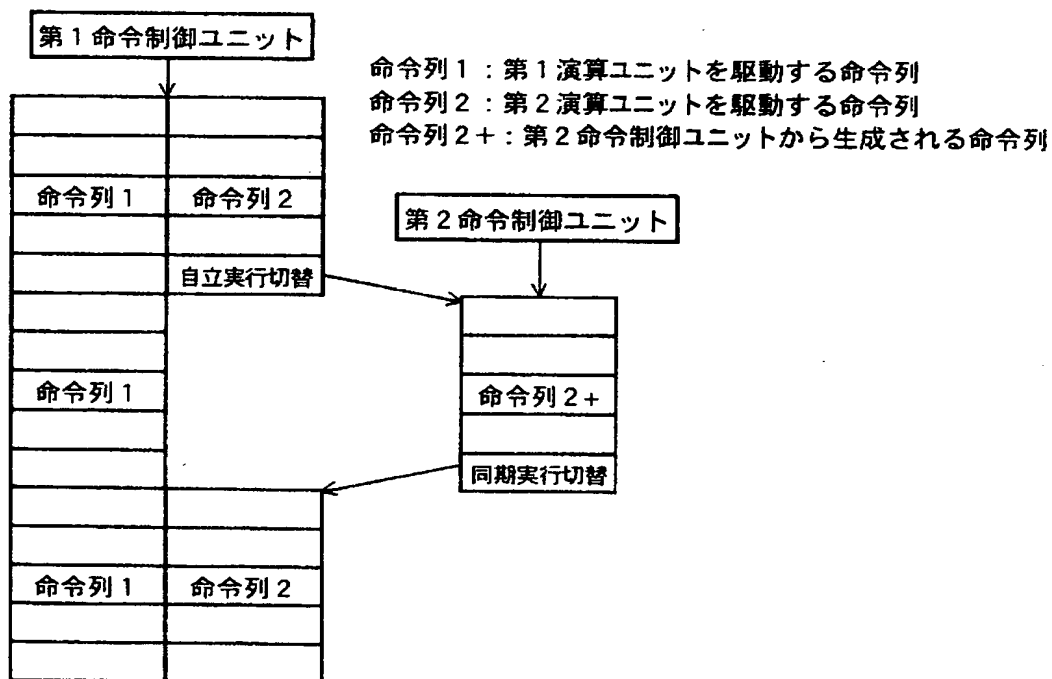 第1命令制御ユニット
命令列1：第1演算ユニットを駆動する命令列
命令列2：第2演算ユニットを駆動する命令列
命令列2+：第2命令制御ユニットから生成される命令列
命令列1 命令列2
第2命令制御ユニット
自立実行切替
命令列1
命令列2+
同期実行切替
命令列1 命令列2